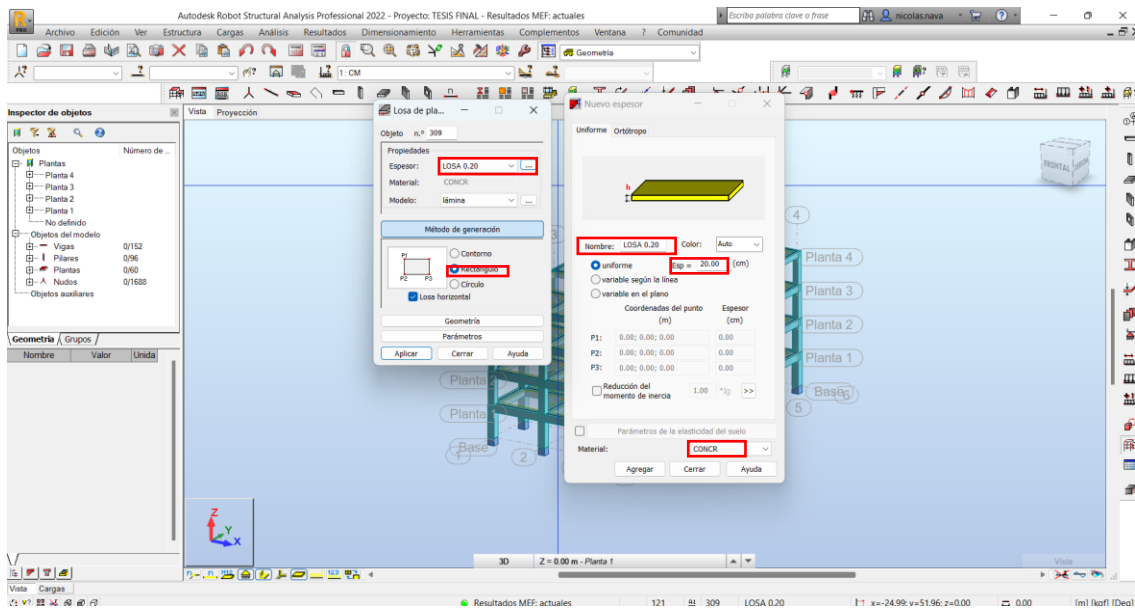 Autodesk Robot Structural Analysis Professional 2022 - Proyecto: TESIS FINAL - Resultados MEF: actuales
Escriba palabra clave o frase
nicolas.nava
PRO
Archivo Edición Ver Estructura Cargas Análisis Resultados Dimensionamiento Herramientas Complementos Ventana ? Comunidad
Geometría
1: CM
Inspector de objetos
Vista Proyección
Objetos Número de ...
Plantas
Planta 4
Planta 3
Planta 2
Planta 1
No definido
Objetos del modelo
Vigas 0/152
Pilares 0/96
Plantas 0/60
Nudos 0/1688
Objetos auxiliares
Geometría Grupos
Nombre Valor Unida
Losa de pla...
Objeto n.º 309
Propiedades
Espesor: LOSA 0.20 ...
Material: CONCR
Modelo: lámina ...
Método de generación
P1
P2 P3
Contorno
Rectángulo
Círculo
Losa horizontal
Geometría
Parámetros
Aplicar Cerrar Ayuda
Nuevo espesor
Uniforme Ortótropo
h
Nombre: LOSA 0.20 Color: Auto
uniforme Esp = 20.00 (cm)
variable según la línea
variable en el plano
Coordenadas del punto Espesor
(m) (cm)
P1: 0.00; 0.00; 0.00 0.00
P2: 0.00; 0.00; 0.00 0.00
P3: 0.00; 0.00; 0.00 0.00
Reducción del
momento de inercia 1.00 *Ig >>
Parámetros de la elasticidad del suelo
Material: CONCR
Agregar Cerrar Ayuda
FRONTAL
4
Planta 4
Planta 3
Planta 2
Planta 1
Base
6
5
3
Planta
Planta
Base
2
Z
Y
X
3D Z = 0.00 m - Planta 1
Vista
Vista Cargas
Resultados MEF: actuales 121 309 LOSA 0.20 x=-24.99; y=51.96; z=0.00 0.00 [m] [kgf] [Deg]